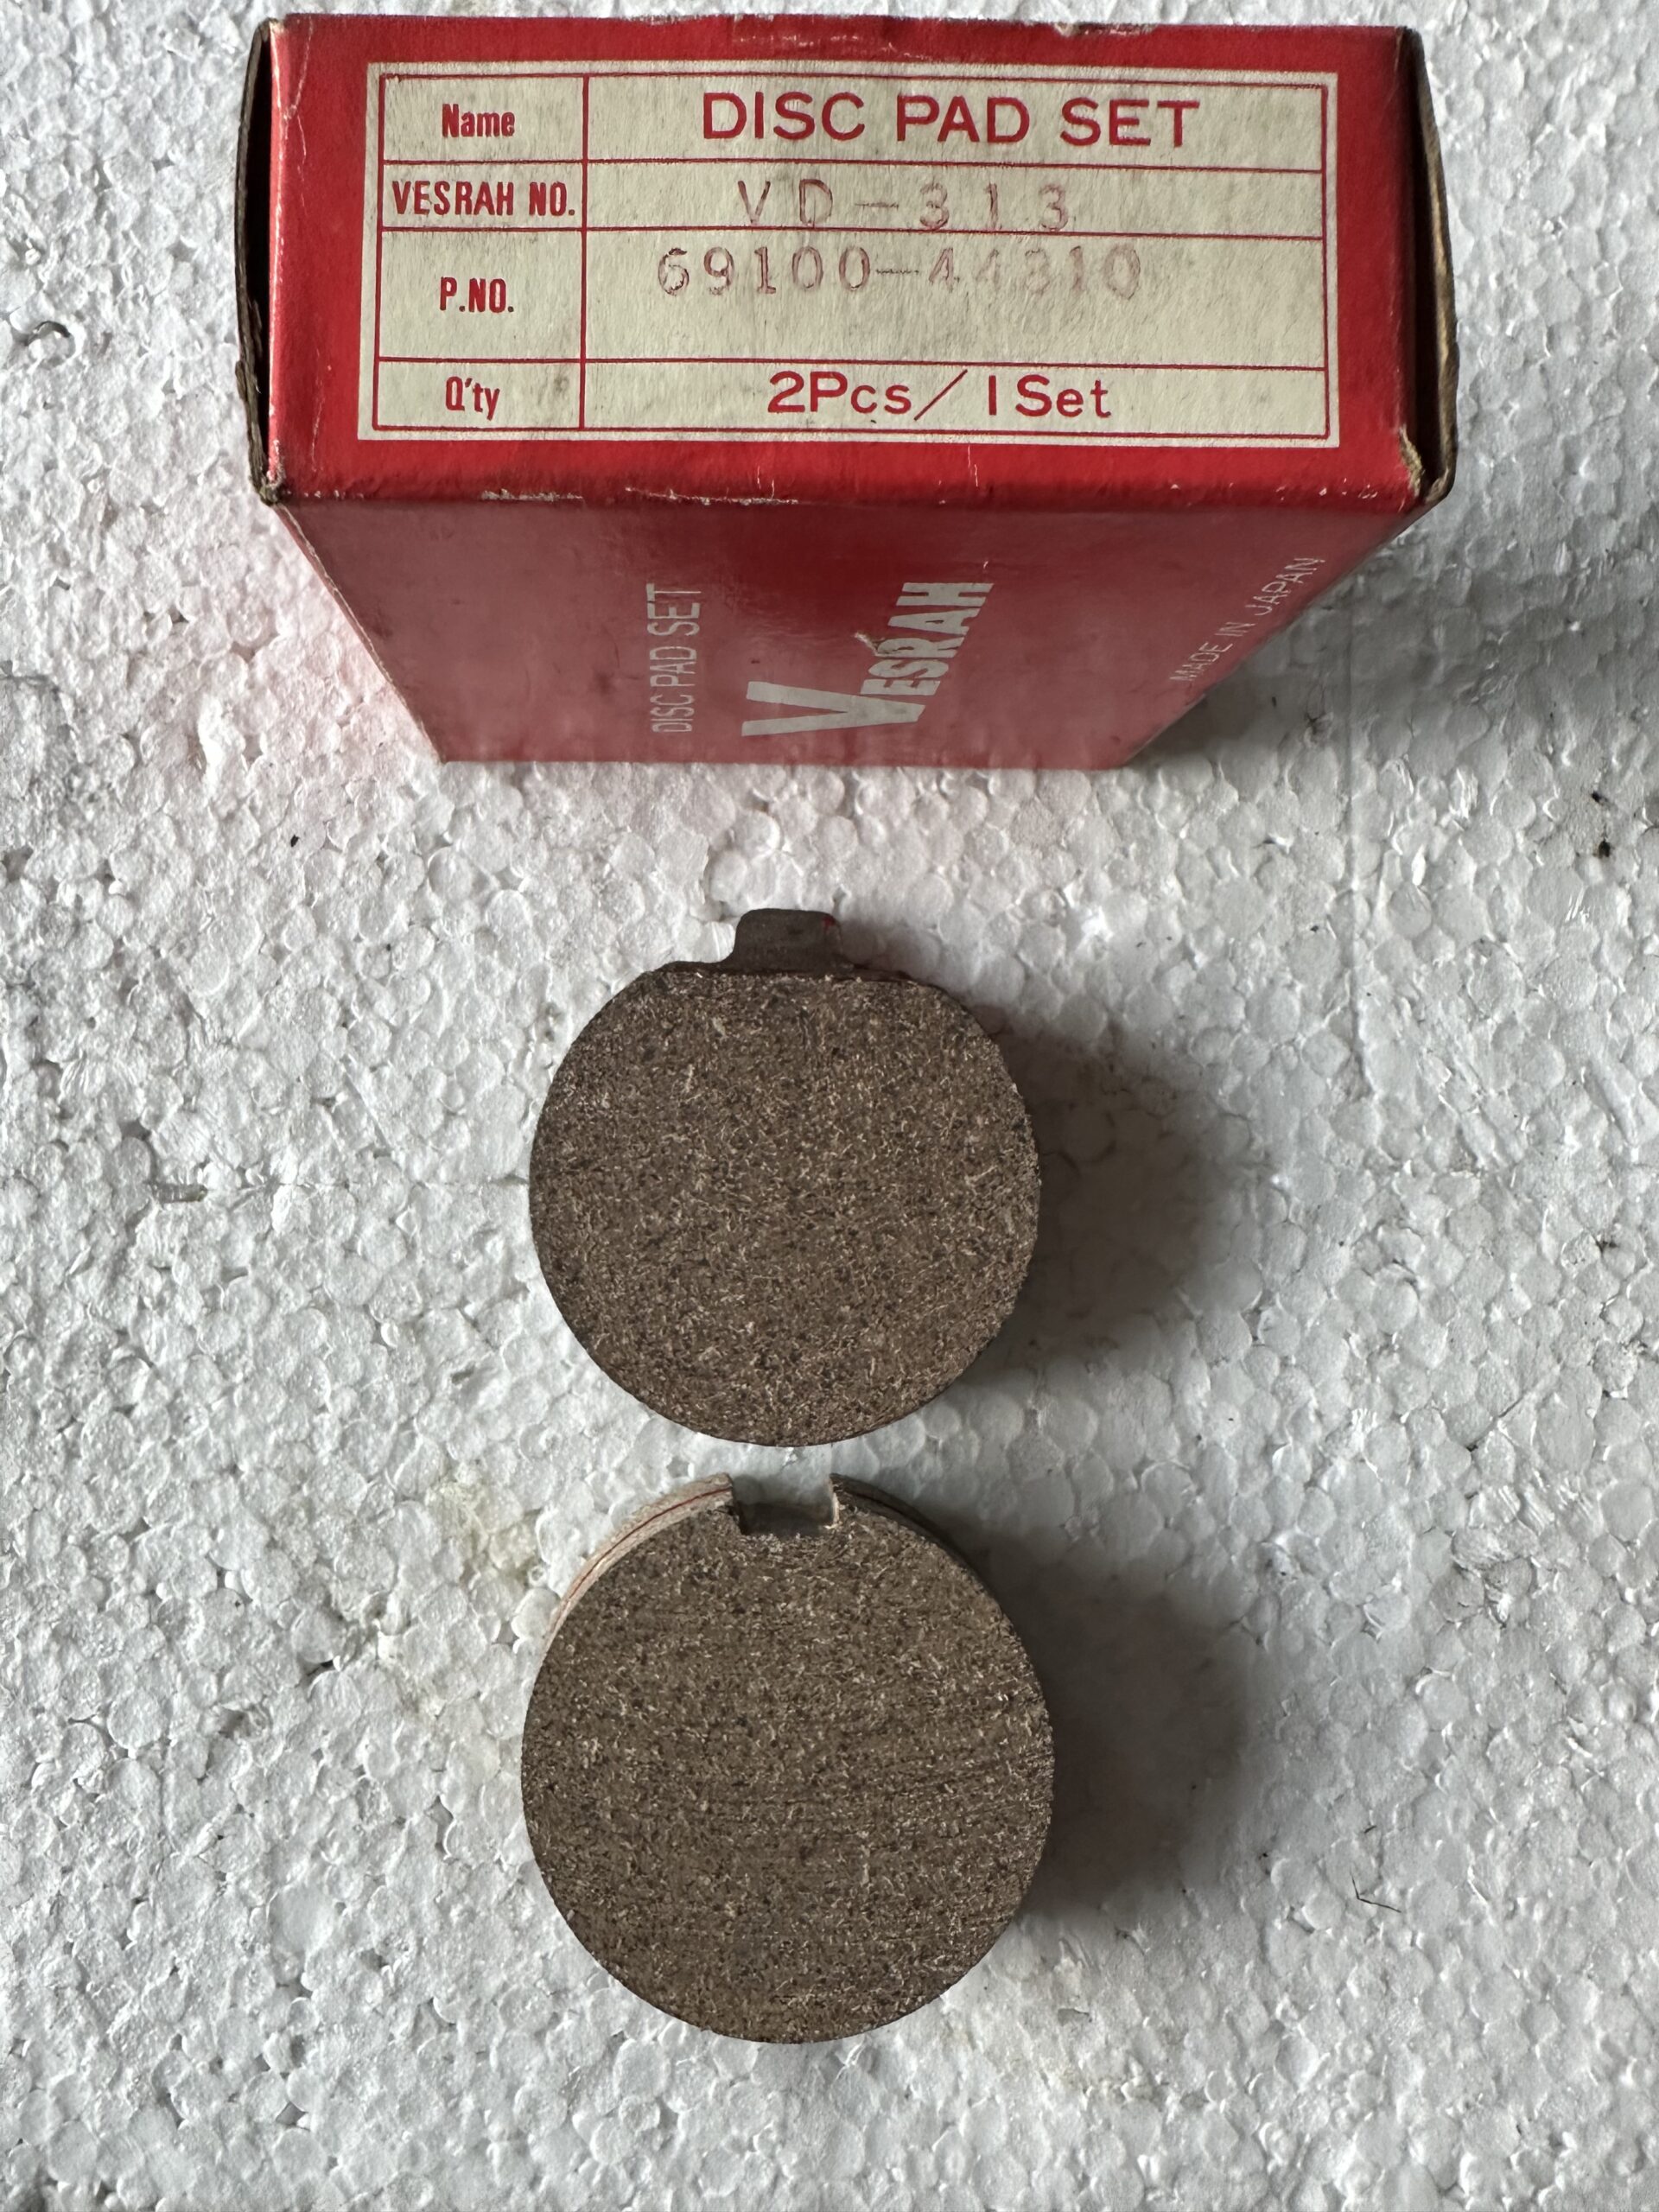 Name DISC PAD SET
VESRAH NO. VD-313
P.NO. 69100-44310
Q'ty 2Pcs/1Set
DISC PAD SET
VESRAH
MADE IN JAPAN